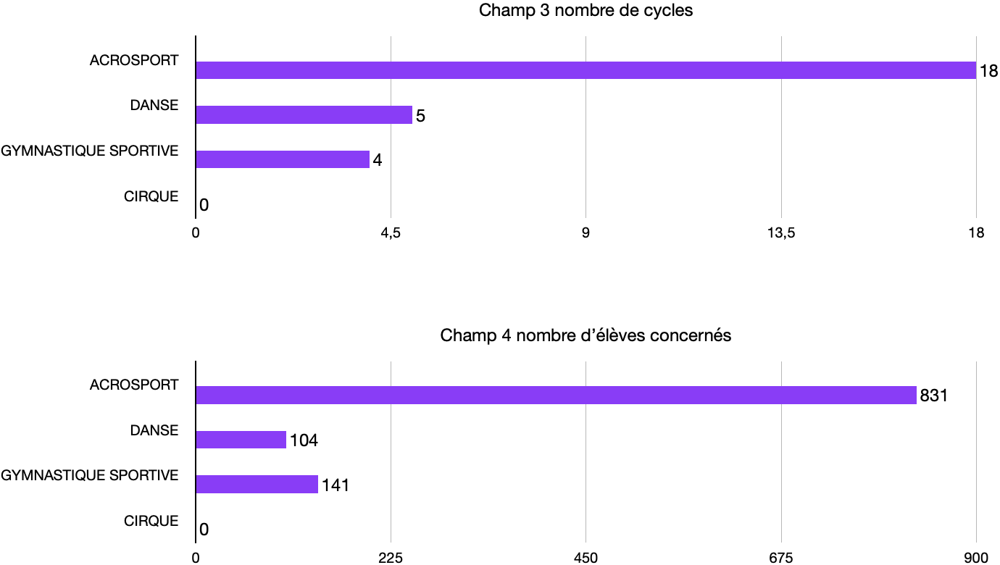 Champ 3 nombre de cycles
ACROSPORT
18
DANSE
5
GYMNASTIQUE SPORTIVE
4
CIRQUE
0
0 4,5 9 13,5 18
Champ 4 nombre d’élèves concernés
ACROSPORT
831
DANSE
104
GYMNASTIQUE SPORTIVE
141
CIRQUE
0
0 225 450 675 900